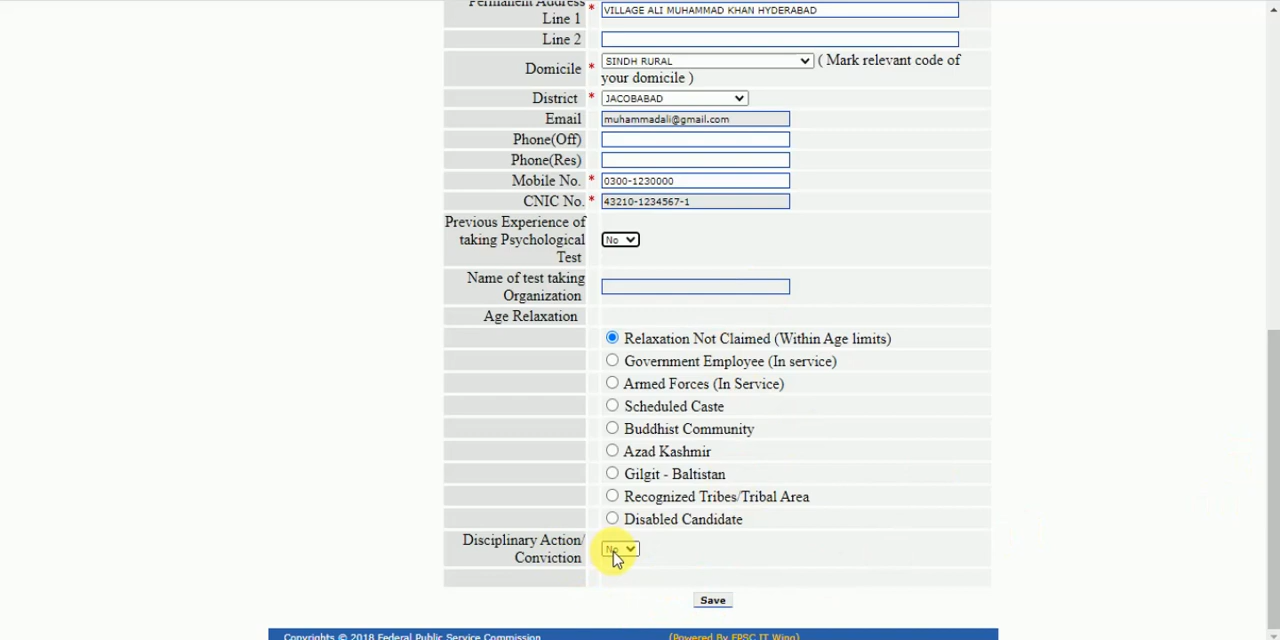 Permanent Address
Line 1 * VILLAGE ALI MUHAMMAD KHAN HYDERABAD
Line 2
Domicile * SINDH RURAL ( Mark relevant code of
your domicile )
District * JACOBABAD
Email muhammadali@gmail.com
Phone(Off)
Phone(Res)
Mobile No. * 0300-1230000
CNIC No. * 43210-1234567-1
Previous Experience of
taking Psychological No
Test
Name of test taking
Organization
Age Relaxation
Relaxation Not Claimed (Within Age limits)
Government Employee (In service)
Armed Forces (In Service)
Scheduled Caste
Buddhist Community
Azad Kashmir
Gilgit - Baltistan
Recognized Tribes/Tribal Area
Disabled Candidate
Disciplinary Action/ No
Conviction
Save
Copyrights © 2018 Federal Public Service Commission (Powered By FPSC IT Wing)